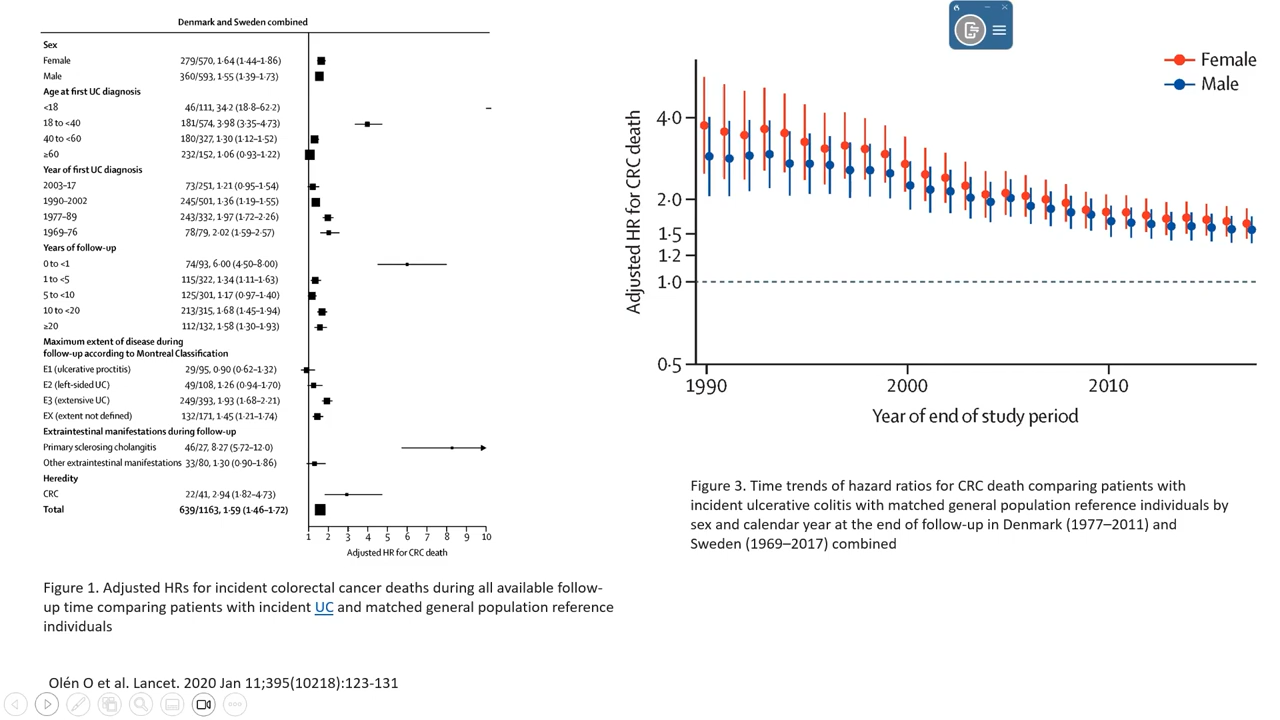 Denmark and Sweden combined
Sex
Female 279/570, 1·64 (1·44–1·86)
Male 360/593, 1·55 (1·39–1·73)
Age at first UC diagnosis
<18 46/111, 34·2 (18·8–62·2)
18 to <40 181/574, 3·98 (3·35–4·73)
40 to <60 180/327, 1·30 (1·12–1·52)
≥60 232/152, 1·06 (0·93–1·22)
Year of first UC diagnosis
2003–17 73/251, 1·21 (0·95–1·54)
1990–2002 245/501, 1·36 (1·19–1·55)
1977–89 243/332, 1·97 (1·72–2·26)
1969–76 78/79, 2·02 (1·59–2·57)
Years of follow-up
0 to <1 74/93, 6·00 (4·50–8·00)
1 to <5 115/322, 1·34 (1·11–1·63)
5 to <10 125/301, 1·17 (0·97–1·40)
10 to <20 213/315, 1·68 (1·45–1·94)
≥20 112/132, 1·58 (1·30–1·93)
Maximum extent of disease during
follow-up according to Montreal Classification
E1 (ulcerative proctitis) 29/95, 0·90 (0·62–1·32)
E2 (left-sided UC) 49/108, 1·26 (0·94–1·70)
E3 (extensive UC) 249/393, 1·93 (1·68–2·21)
EX (extent not defined) 132/171, 1·45 (1·21–1·74)
Extraintestinal manifestations during follow-up
Primary sclerosing cholangitis 46/27, 8·27 (5·72–12·0)
Other extraintestinal manifestations 33/80, 1·30 (0·90–1·86)
Heredity
CRC 22/41, 2·94 (1·82–4·73)
Total 639/1163, 1·59 (1·46–1·72)
1 2 3 4 5 6 7 8 9 10
Adjusted HR for CRC death
Figure 1. Adjusted HRs for incident colorectal cancer deaths during all available follow-
up time comparing patients with incident UC and matched general population reference
individuals
Olén O et al. Lancet. 2020 Jan 11;395(10218):123-131
Female
Male
Adjusted HR for CRC death
4·0
2·0
1·5
1·2
1·0
0·5
1990 2000 2010
Year of end of study period
Figure 3. Time trends of hazard ratios for CRC death comparing patients with
incident ulcerative colitis with matched general population reference individuals by
sex and calendar year at the end of follow-up in Denmark (1977–2011) and
Sweden (1969–2017) combined